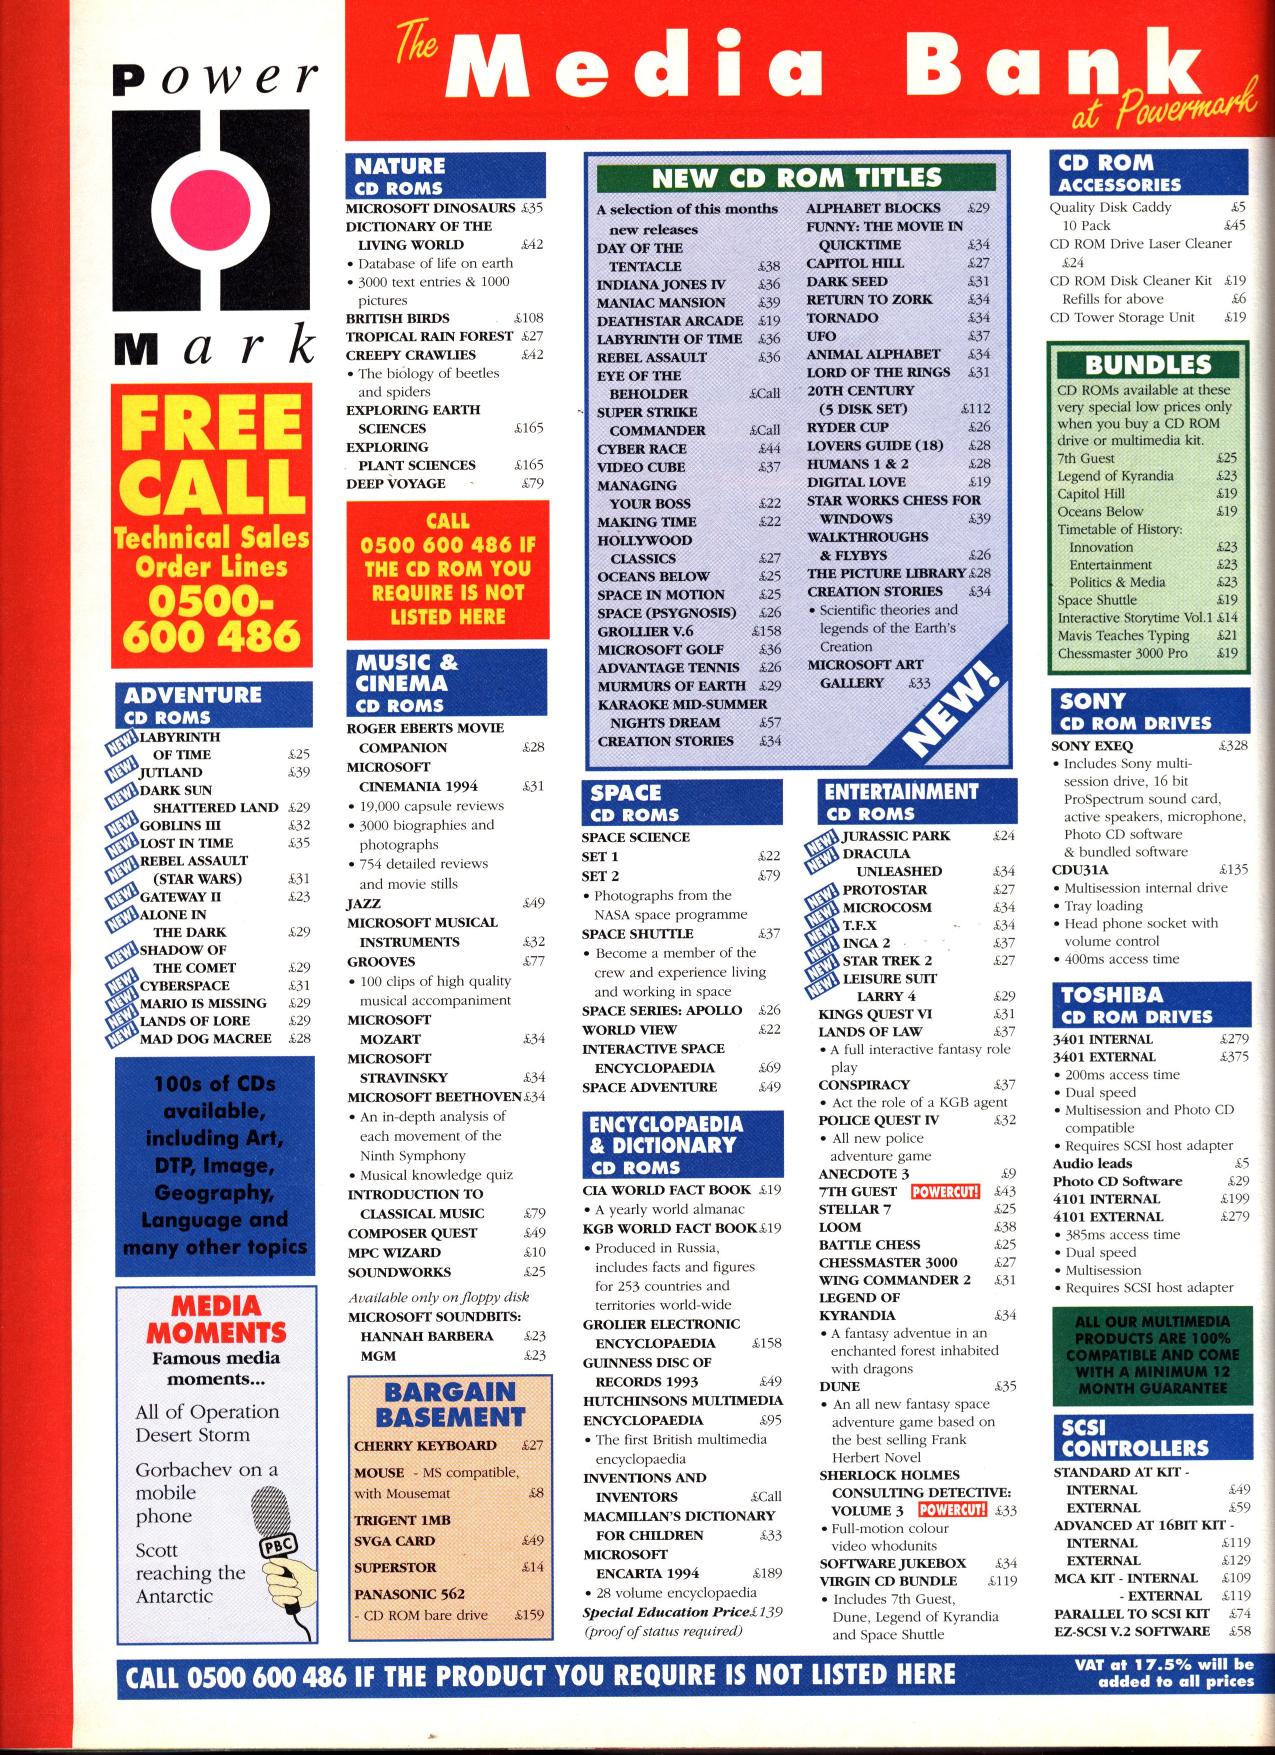 The Media Bank
at Powermark
Power
Mark
FREE
CALL
Technical Sales
Order Lines
0500-
600 486
ADVENTURE
CD ROMS
NEW! LABYRINTH
OF TIME £25
NEW! JUTLAND £39
NEW! DARK SUN
SHATTERED LAND £29
NEW! GOBLINS III £32
NEW! LOST IN TIME £35
NEW! REBEL ASSAULT
(STAR WARS) £31
NEW! GATEWAY II £23
NEW! ALONE IN
THE DARK £29
NEW! SHADOW OF
THE COMET £29
NEW! CYBERSPACE £31
NEW! MARIO IS MISSING £29
NEW! LANDS OF LORE £29
NEW! MAD DOG MACREE £28
100s of CDs
available,
including Art,
DTP, Image,
Geography,
Language and
many other topics
MEDIA
MOMENTS
Famous media
moments...
All of Operation
Desert Storm
Gorbachev on a
mobile
phone
Scott
reaching the
Antarctic
PBC
NATURE
CD ROMS
MICROSOFT DINOSAURS £35
DICTIONARY OF THE
LIVING WORLD £42
• Database of life on earth
• 3000 text entries & 1000
pictures
BRITISH BIRDS £108
TROPICAL RAIN FOREST £27
CREEPY CRAWLIES £42
• The biology of beetles
and spiders
EXPLORING EARTH
SCIENCES £165
EXPLORING
PLANT SCIENCES £165
DEEP VOYAGE £79
CALL
0500 600 486 IF
THE CD ROM YOU
REQUIRE IS NOT
LISTED HERE
MUSIC &
CINEMA
CD ROMS
ROGER EBERTS MOVIE
COMPANION £28
MICROSOFT
CINEMANIA 1994 £31
• 19,000 capsule reviews
• 3000 biographies and
photographs
• 754 detailed reviews
and movie stills
JAZZ £49
MICROSOFT MUSICAL
INSTRUMENTS £32
GROOVES £77
• 100 clips of high quality
musical accompaniment
MICROSOFT
MOZART £34
MICROSOFT
STRAVINSKY £34
MICROSOFT BEETHOVEN £34
• An in-depth analysis of
each movement of the
Ninth Symphony
• Musical knowledge quiz
INTRODUCTION TO
CLASSICAL MUSIC £79
COMPOSER QUEST £49
MPC WIZARD £10
SOUNDWORKS £25
Available only on floppy disk
MICROSOFT SOUNDBITS:
HANNAH BARBERA £23
MGM £23
BARGAIN
BASEMENT
CHERRY KEYBOARD £27
MOUSE - MS compatible,
with Mousemat £8
TRIGENT 1MB
SVGA CARD £49
SUPERSTOR £14
PANASONIC 562
- CD ROM bare drive £159
NEW CD ROM TITLES
A selection of this months
new releases
DAY OF THE
TENTACLE £38
INDIANA JONES IV £36
MANIAC MANSION £39
DEATHSTAR ARCADE £19
LABYRINTH OF TIME £36
REBEL ASSAULT £36
EYE OF THE
BEHOLDER £Call
SUPER STRIKE
COMMANDER £Call
CYBER RACE £44
VIDEO CUBE £37
MANAGING
YOUR BOSS £22
MAKING TIME £22
HOLLYWOOD
CLASSICS £27
OCEANS BELOW £25
SPACE IN MOTION £25
SPACE (PSYGNOSIS) £26
GROLLIER V.6 £158
MICROSOFT GOLF £36
ADVANTAGE TENNIS £26
MURMURS OF EARTH £29
KARAOKE MID-SUMMER
NIGHTS DREAM £57
CREATION STORIES £34
ALPHABET BLOCKS £29
FUNNY: THE MOVIE IN
QUICKTIME £34
CAPITOL HILL £27
DARK SEED £31
RETURN TO ZORK £34
TORNADO £34
UFO £37
ANIMAL ALPHABET £34
LORD OF THE RINGS £31
20TH CENTURY
(5 DISK SET) £112
RYDER CUP £26
LOVERS GUIDE (18) £28
HUMANS 1 & 2 £28
DIGITAL LOVE £19
STAR WORKS CHESS FOR
WINDOWS £39
WALKTHROUGHS
& FLYBYS £26
THE PICTURE LIBRARY £28
CREATION STORIES £34
• Scientific theories and
legends of the Earth's
Creation
MICROSOFT ART
GALLERY £33
NEW!
SPACE
CD ROMS
SPACE SCIENCE
SET 1 £22
SET 2 £79
• Photographs from the
NASA space programme
SPACE SHUTTLE £37
• Become a member of the
crew and experience living
and working in space
SPACE SERIES: APOLLO £26
WORLD VIEW £22
INTERACTIVE SPACE
ENCYCLOPAEDIA £69
SPACE ADVENTURE £49
ENCYCLOPAEDIA
& DICTIONARY
CD ROMS
CIA WORLD FACT BOOK £19
• A yearly world almanac
KGB WORLD FACT BOOK £19
• Produced in Russia,
includes facts and figures
for 253 countries and
territories world-wide
GROLIER ELECTRONIC
ENCYCLOPAEDIA £158
GUINNESS DISC OF
RECORDS 1993 £49
HUTCHINSONS MULTIMEDIA
ENCYCLOPAEDIA £95
• The first British multimedia
encyclopaedia
INVENTIONS AND
INVENTORS £Call
MACMILLAN'S DICTIONARY
FOR CHILDREN £33
MICROSOFT
ENCARTA 1994 £189
• 28 volume encyclopaedia
Special Education Price £139
(proof of status required)
ENTERTAINMENT
CD ROMS
NEW! JURASSIC PARK £24
NEW! DRACULA
UNLEASHED £34
NEW! PROTOSTAR £27
NEW! MICROCOSM £34
NEW! T.F.X £34
NEW! INCA 2 £37
NEW! STAR TREK 2 £27
NEW! LEISURE SUIT
LARRY 4 £29
KINGS QUEST VI £31
LANDS OF LAW £37
• A full interactive fantasy role
play
CONSPIRACY £37
• Act the role of a KGB agent
POLICE QUEST IV £32
• All new police
adventure game
ANECDOTE 3 £9
7TH GUEST POWERCUT! £43
STELLAR 7 £25
LOOM £38
BATTLE CHESS £25
CHESSMASTER 3000 £27
WING COMMANDER 2 £31
LEGEND OF
KYRANDIA £34
• A fantasy adventue in an
enchanted forest inhabited
with dragons
DUNE £35
• An all new fantasy space
adventure game based on
the best selling Frank
Herbert Novel
SHERLOCK HOLMES
CONSULTING DETECTIVE:
VOLUME 3 POWERCUT! £33
• Full-motion colour
video whodunits
SOFTWARE JUKEBOX £34
VIRGIN CD BUNDLE £119
• Includes 7th Guest,
Dune, Legend of Kyrandia
and Space Shuttle
CD ROM
ACCESSORIES
Quality Disk Caddy £5
10 Pack £45
CD ROM Drive Laser Cleaner
£24
CD ROM Disk Cleaner Kit £19
Refills for above £6
CD Tower Storage Unit £19
BUNDLES
CD ROMs available at these
very special low prices only
when you buy a CD ROM
drive or multimedia kit.
7th Guest £25
Legend of Kyrandia £23
Capitol Hill £19
Oceans Below £19
Timetable of History:
Innovation £23
Entertainment £23
Politics & Media £23
Space Shuttle £19
Interactive Storytime Vol.1 £14
Mavis Teaches Typing £21
Chessmaster 3000 Pro £19
SONY
CD ROM DRIVES
SONY EXEQ £328
• Includes Sony multi-
session drive, 16 bit
ProSpectrum sound card,
active speakers, microphone,
Photo CD software
& bundled software
CDU31A £135
• Multisession internal drive
• Tray loading
• Head phone socket with
volume control
• 400ms access time
TOSHIBA
CD ROM DRIVES
3401 INTERNAL £279
3401 EXTERNAL £375
• 200ms access time
• Dual speed
• Multisession and Photo CD
compatible
• Requires SCSI host adapter
Audio leads £5
Photo CD Software £29
4101 INTERNAL £199
4101 EXTERNAL £279
• 385ms access time
• Dual speed
• Multisession
• Requires SCSI host adapter
ALL OUR MULTIMEDIA
PRODUCTS ARE 100%
COMPATIBLE AND COME
WITH A MINIMUM 12
MONTH GUARANTEE
SCSI
CONTROLLERS
STANDARD AT KIT -
INTERNAL £49
EXTERNAL £59
ADVANCED AT 16BIT KIT -
INTERNAL £119
EXTERNAL £129
MCA KIT - INTERNAL £109
- EXTERNAL £119
PARALLEL TO SCSI KIT £74
EZ-SCSI V.2 SOFTWARE £58
CALL 0500 600 486 IF THE PRODUCT YOU REQUIRE IS NOT LISTED HERE
VAT at 17.5% will be
added to all prices